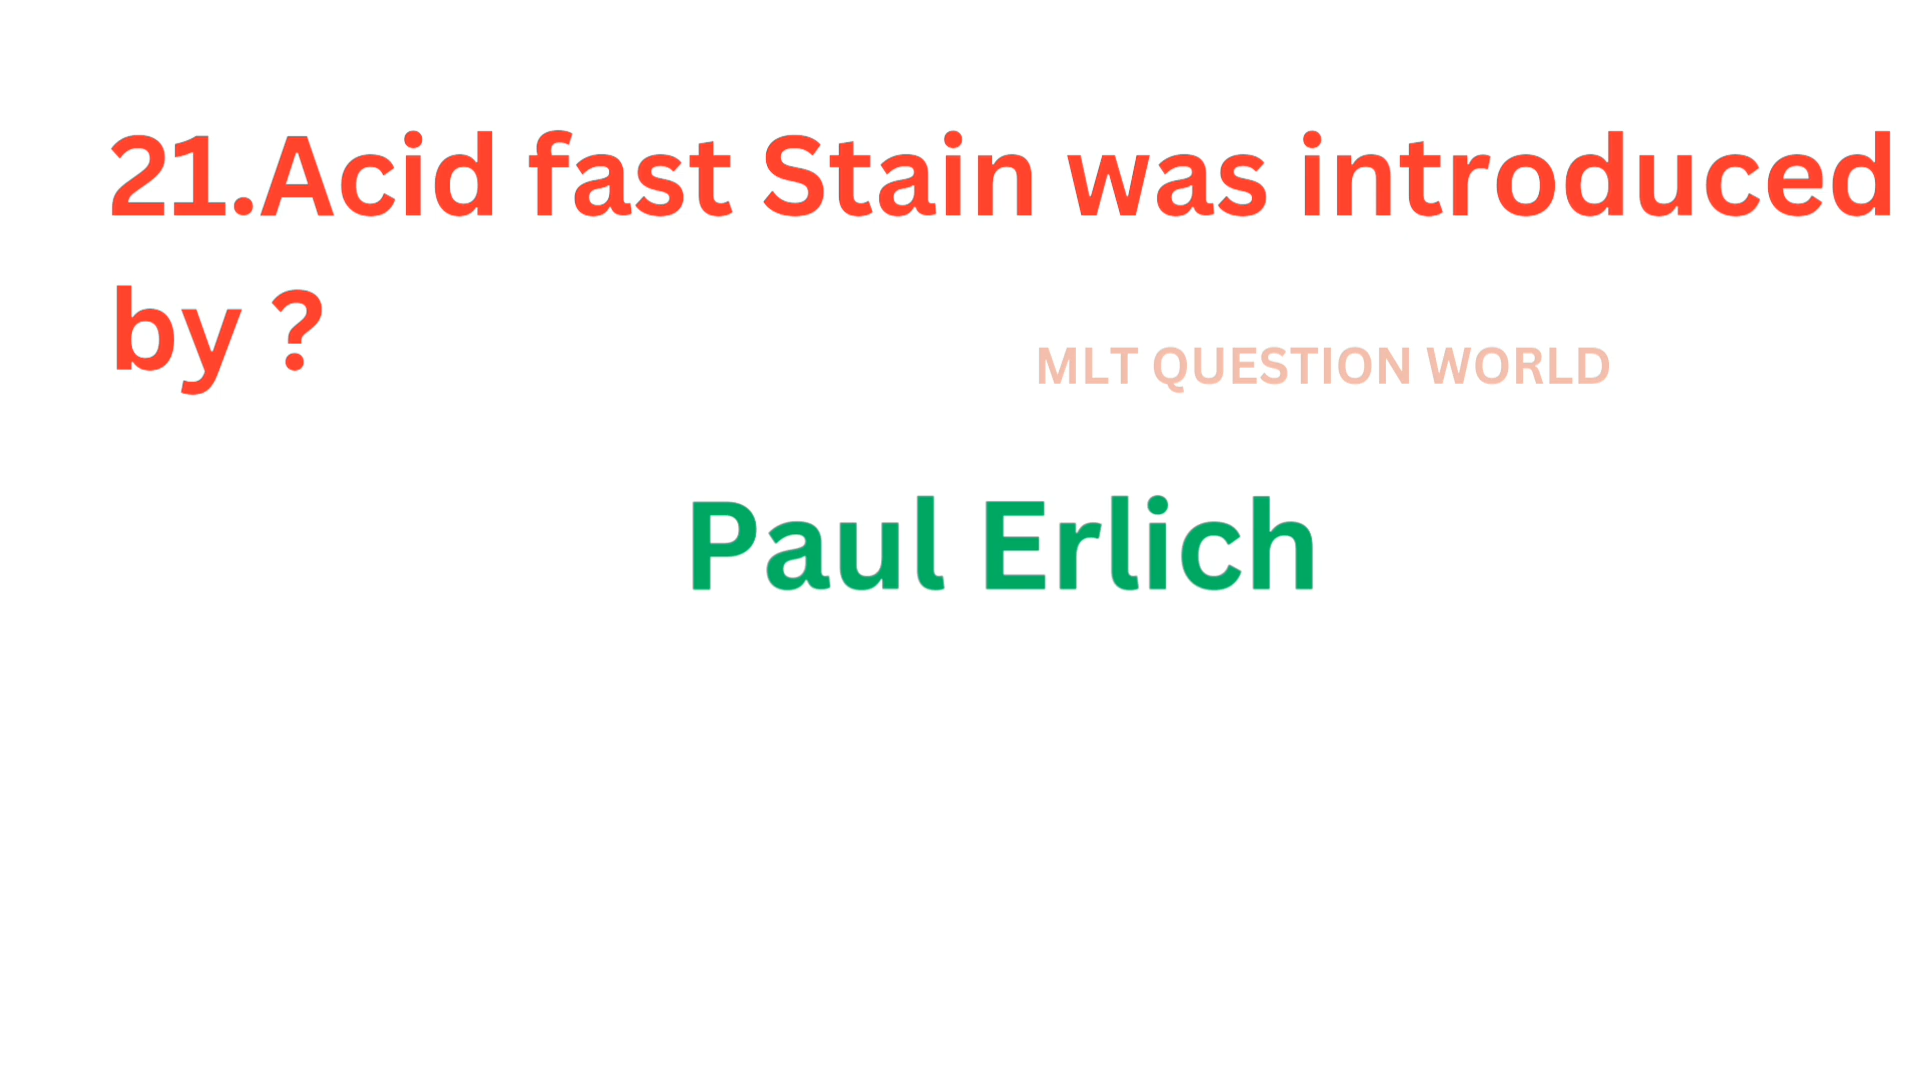 21.Acid fast Stain was introduced
by ?
MLT QUESTION WORLD
Paul Erlich